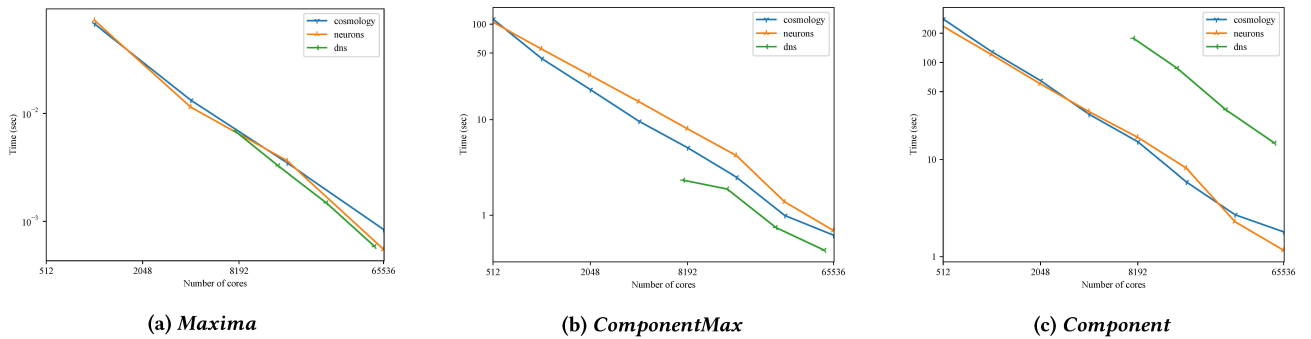 cosmology
neurons
dns
Time (sec)
10⁻²
10⁻³
512
2048
8192
65536
Number of cores
(a) Maxima
cosmology
neurons
dns
Time (sec)
100
50
10
1
512
2048
8192
65536
Number of cores
(b) ComponentMax
cosmology
neurons
dns
Time (sec)
200
100
50
10
1
512
2048
8192
65536
Number of cores
(c) Component